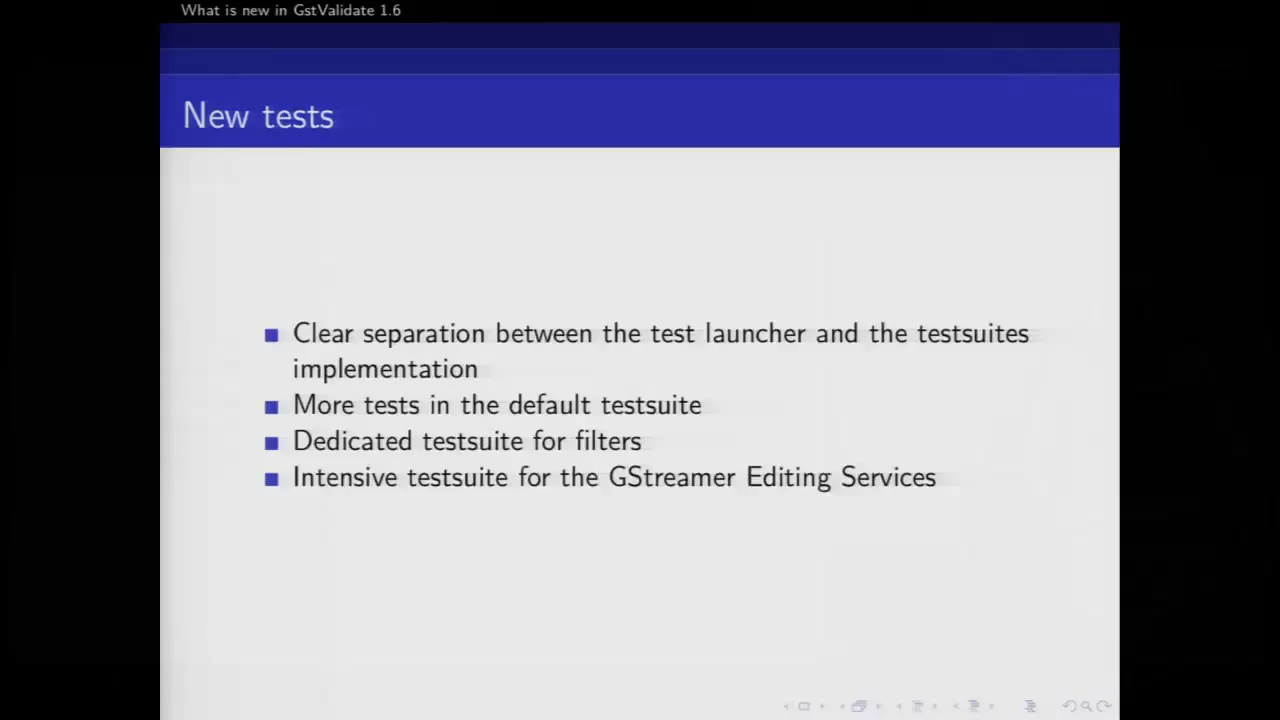 What is new in GstValidate 1.6
New tests
Clear separation between the test launcher and the testsuites
implementation
More tests in the default testsuite
Dedicated testsuite for filters
Intensive testsuite for the GStreamer Editing Services